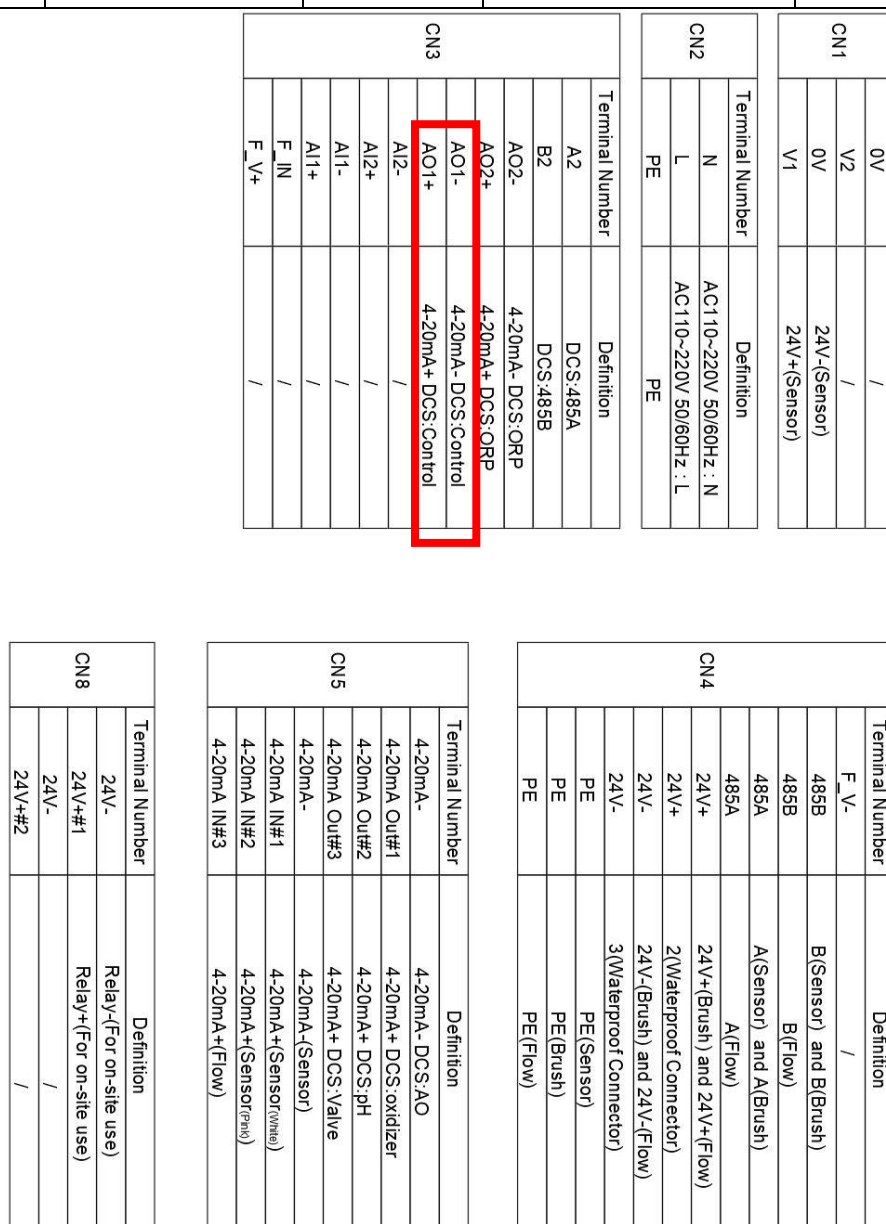 CN1
0V /
V2 /
0V 24V-(Sensor)
V1 24V+(Sensor)
CN2
Terminal Number Definition
N AC110~220V 50/60Hz : N
L AC110~220V 50/60Hz : L
PE PE
CN3
Terminal Number Definition
A2 DCS:485A
B2 DCS:485B
AO2- 4-20mA- DCS:ORP
AO2+ 4-20mA+ DCS:ORP
AO1- 4-20mA- DCS:Control
AO1+ 4-20mA+ DCS:Control
AI2- /
AI2+ /
AI1- /
AI1+ /
F_IN /
F_V+ /
CN4
Terminal Number Definition
F_V- /
485B B(Sensor) and B(Brush)
485B B(Flow)
485A A(Sensor) and A(Brush)
485A A(Flow)
24V+ 24V+(Brush) and 24V+(Flow)
24V+ 2(Waterproof Connector)
24V- 24V-(Brush) and 24V-(Flow)
24V- 3(Waterproof Connector)
PE PE(Sensor)
PE PE(Brush)
PE PE(Flow)
CN5
Terminal Number Definition
4-20mA- 4-20mA- DCS:AO
4-20mA Out#1 4-20mA+ DCS:oxidizer
4-20mA Out#2 4-20mA+ DCS:pH
4-20mA Out#3 4-20mA+ DCS:Valve
4-20mA- 4-20mA-(Sensor)
4-20mA IN#1 4-20mA+(Sensor(White))
4-20mA IN#2 4-20mA+(Sensor(Pink))
4-20mA IN#3 4-20mA+(Flow)
CN8
Terminal Number Definition
24V- Relay-(For on-site use)
24V+#1 Relay+(For on-site use)
24V- /
24V+#2 /